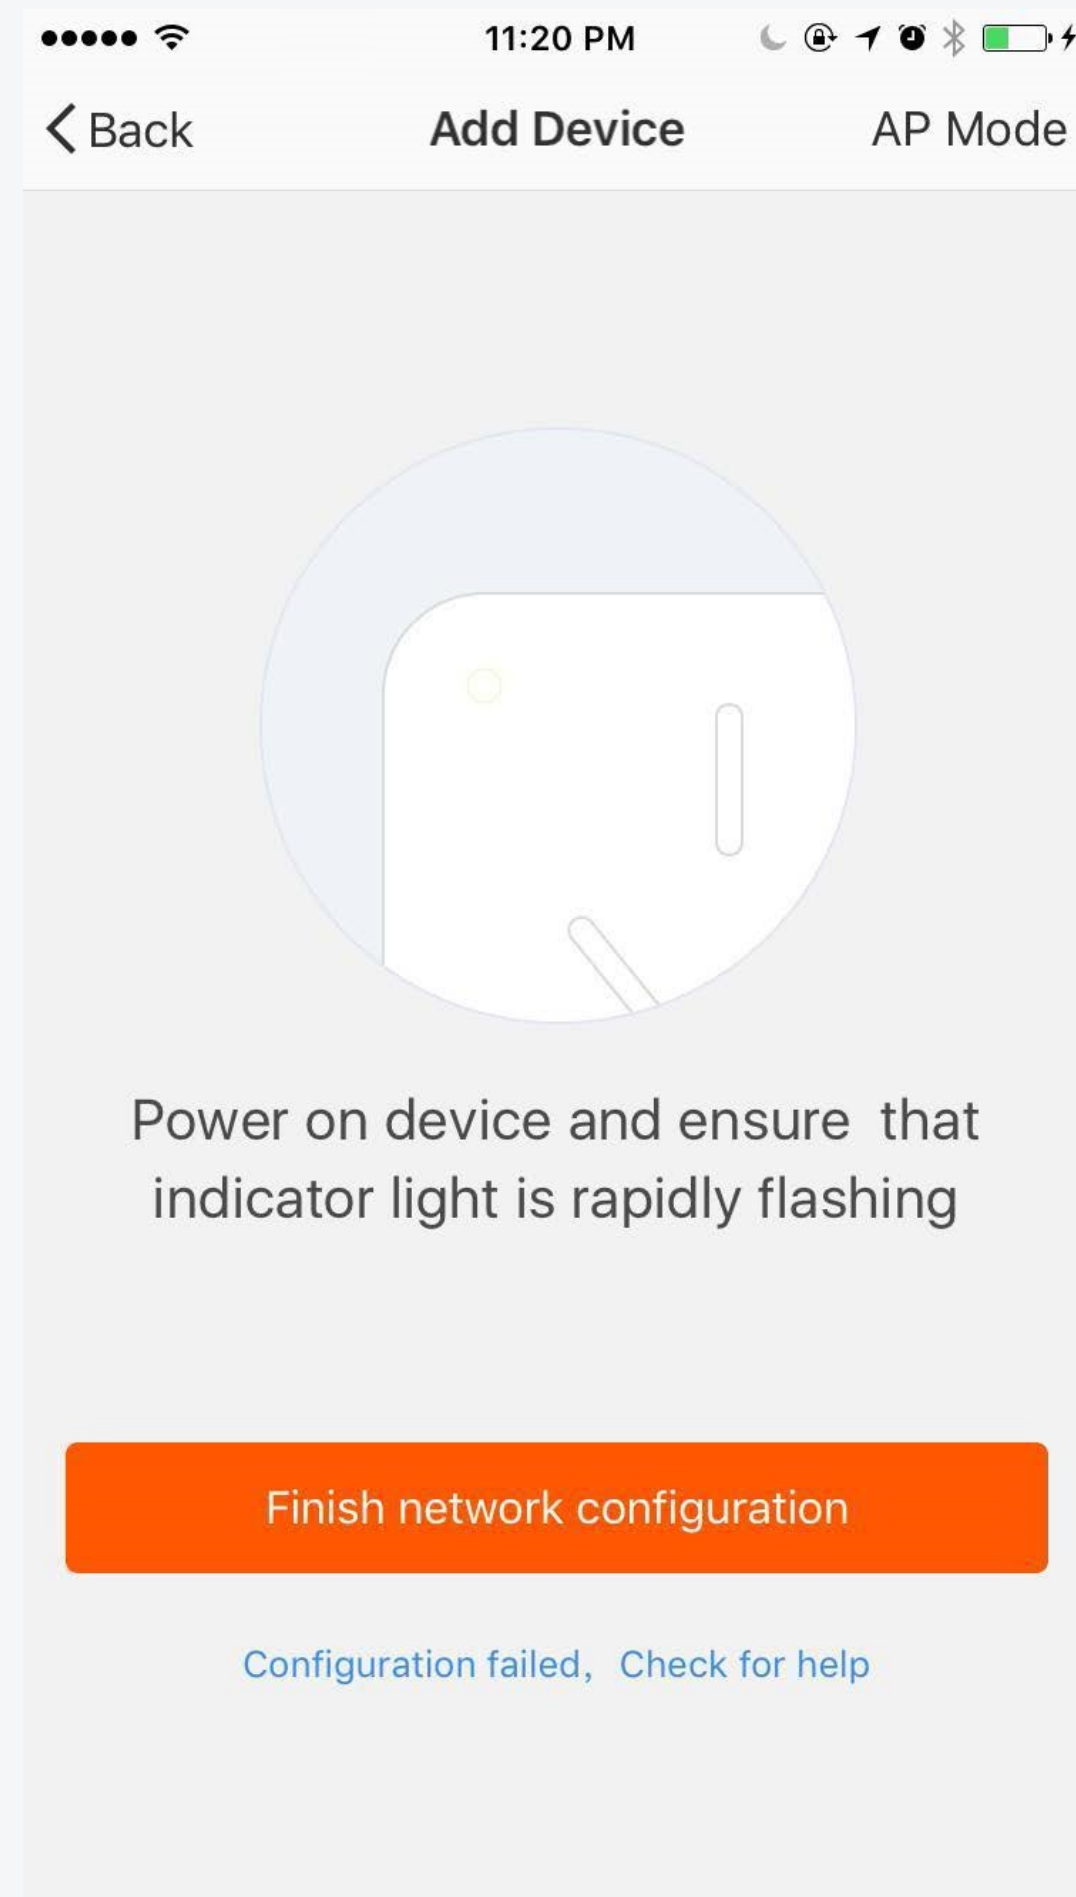 11:20 PM
Back
Add Device
AP Mode
Power on device and ensure  that
indicator light is rapidly flashing
Finish network configuration
Configuration failed,  Check for help